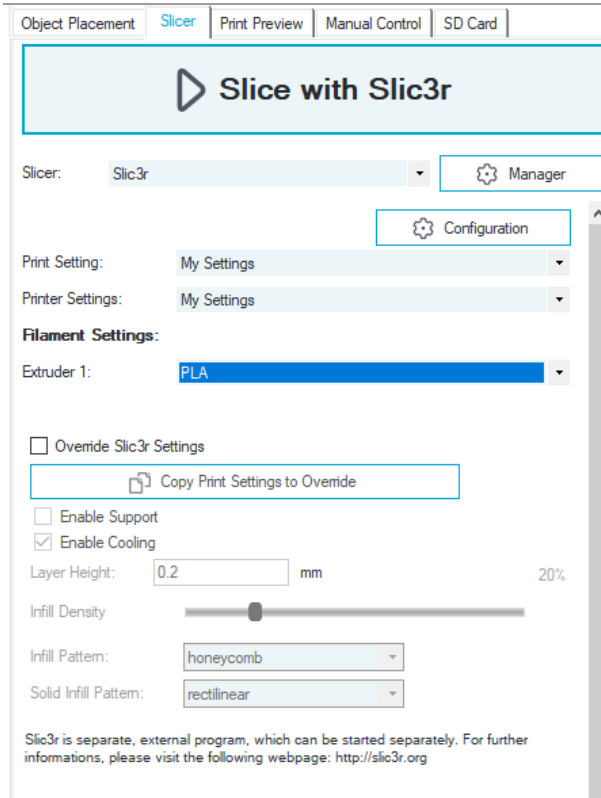 Object Placement Slicer Print Preview Manual Control SD Card
Slice with Slic3r
Slicer: Slic3r Manager
Configuration
Print Setting: My Settings
Printer Settings: My Settings
Filament Settings:
Extruder 1: PLA
Override Slic3r Settings
Copy Print Settings to Override
Enable Support
Enable Cooling
Layer Height: 0.2 mm 20%
Infill Density
Infill Pattern: honeycomb
Solid Infill Pattern: rectilinear
Slic3r is separate, external program, which can be started separately. For further
informations, please visit the following webpage: http://slic3r.org